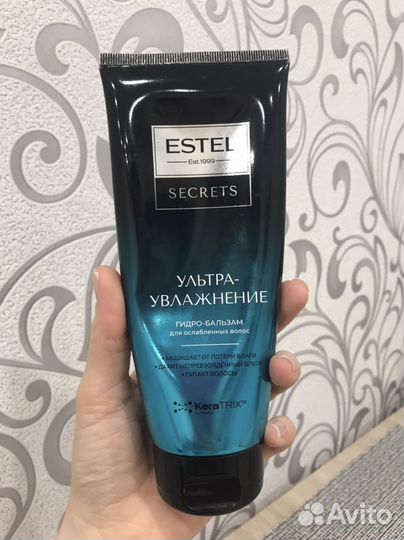 ESTEL
Est.1999
SECRETS
УЛЬТРА-
УВЛАЖНЕНИЕ
ГИДРО-БАЛЬЗАМ
для ослабленных волос
• ЗАЩИЩАЕТ ОТ ПОТЕРИ ВЛАГИ
• ДАРИТ НЕПРЕВЗОЙДЕННЫЙ БЛЕСК
• ПИТАЕТ ВОЛОСЫ
KeraTRIX™
Avito